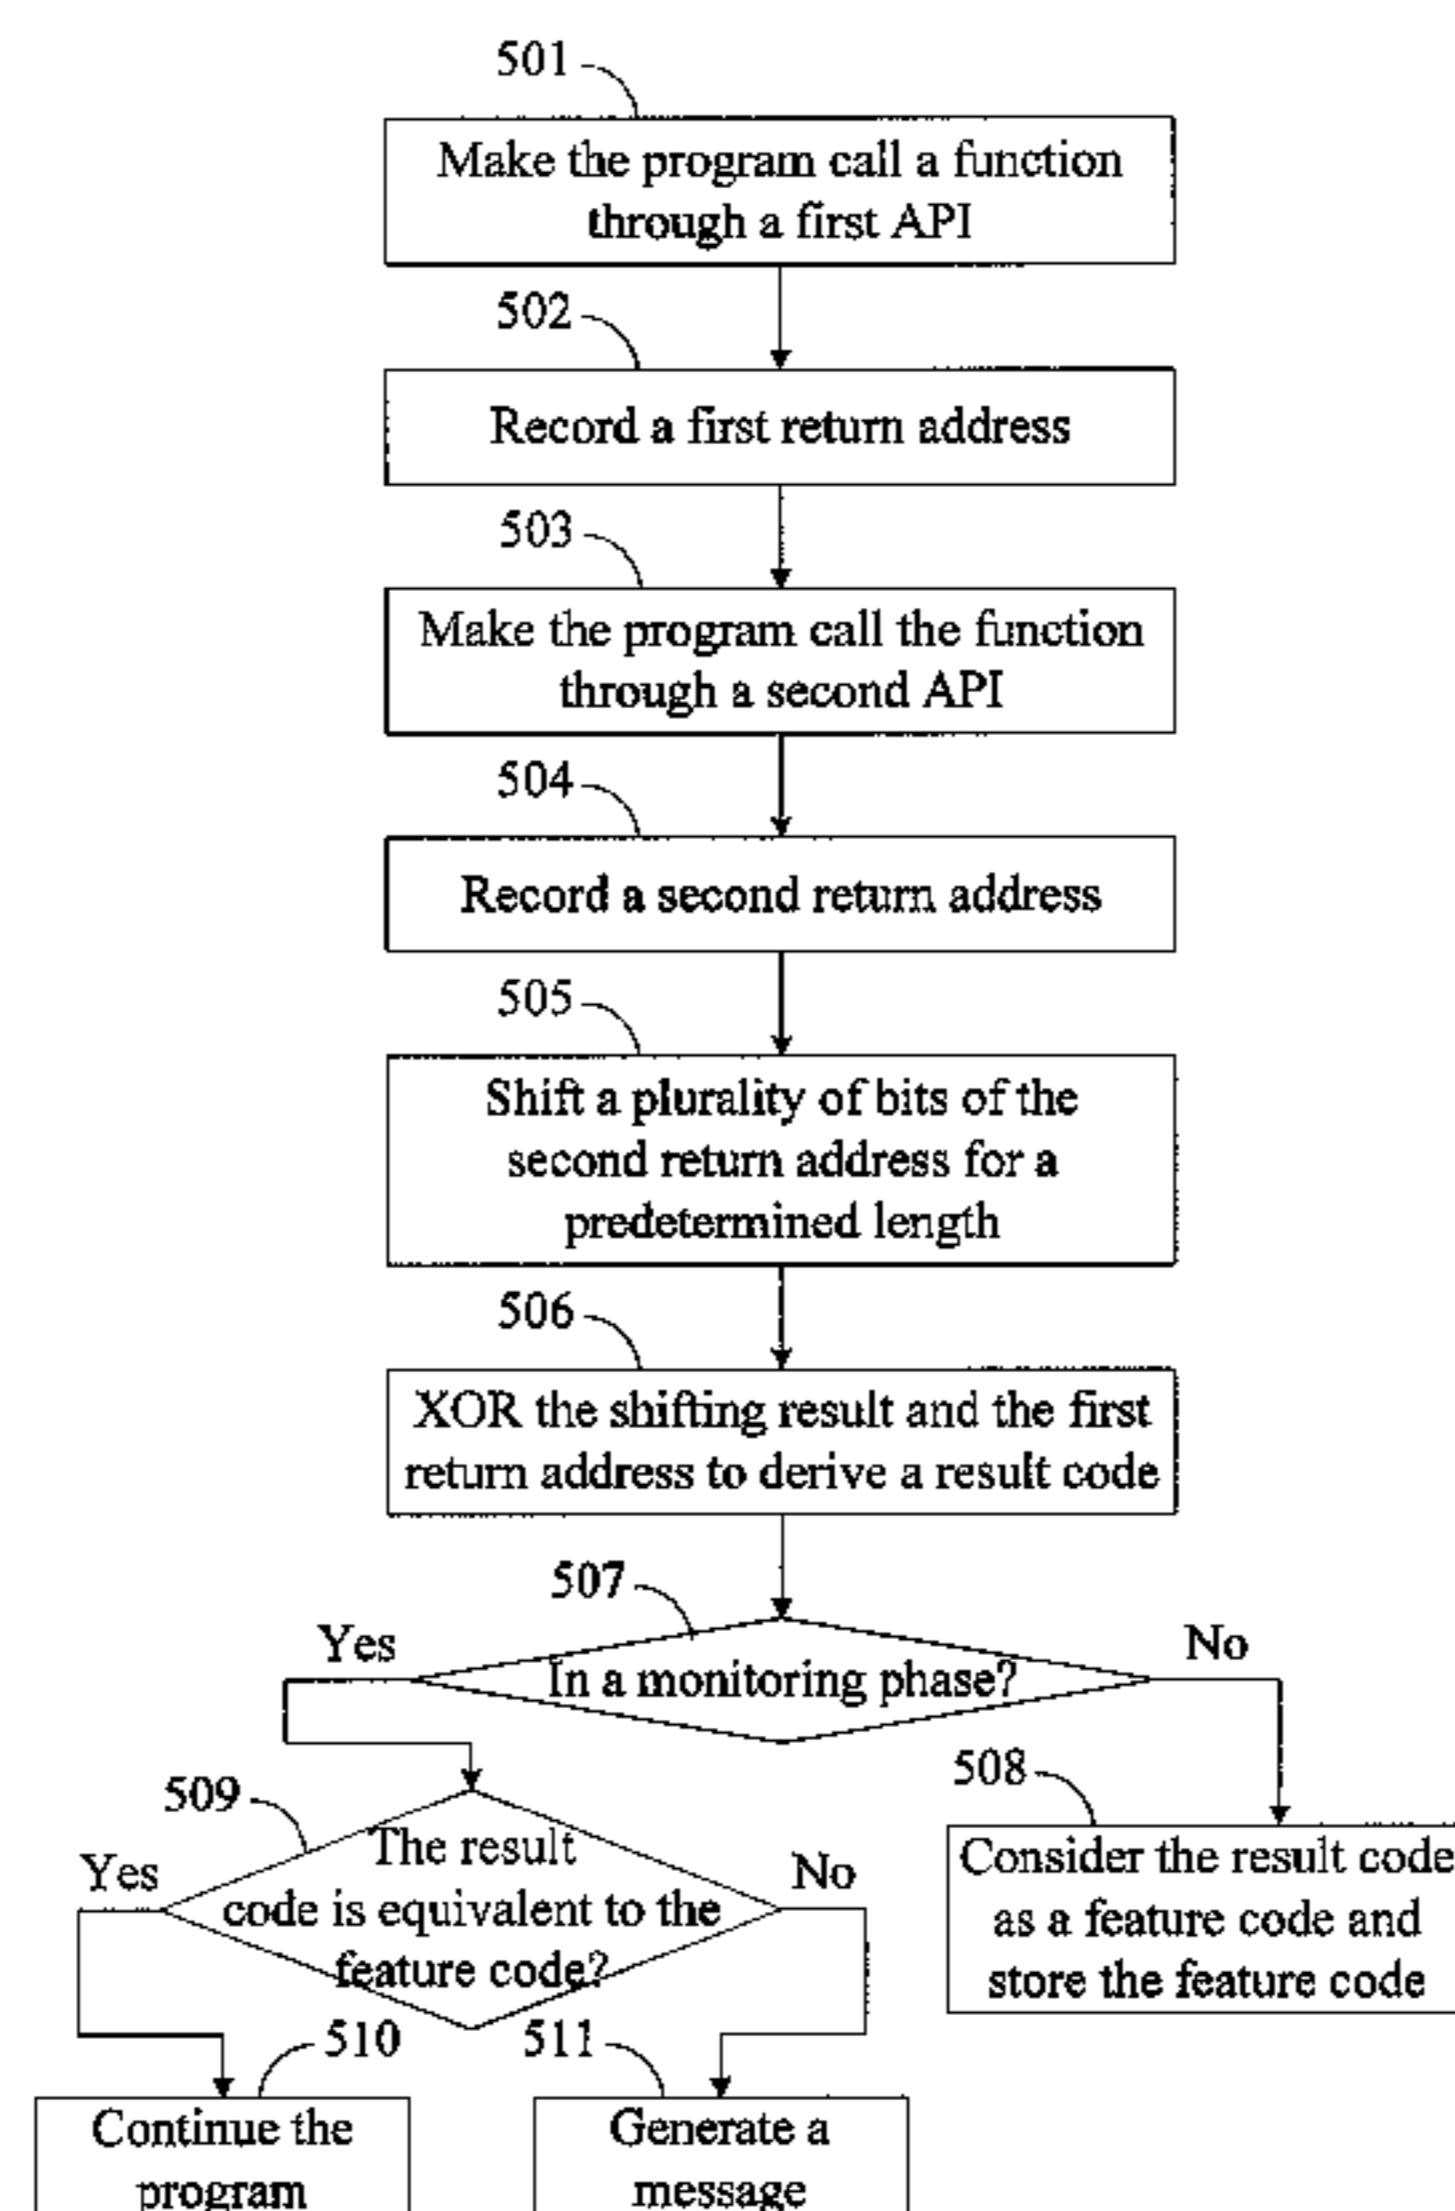 501
Make the program call a function
through a first API
502
Record a first return address
503
Make the program call the function
through a second API
504
Record a second return address
505
Shift a plurality of bits of the
second return address for a
predetermined length
506
XOR the shifting result and the first
return address to derive a result code
507
Yes
In a monitoring phase?
No
509
Yes
The result
code is equivalent to the
feature code?
No
508
Consider the result code
as a feature code and
store the feature code
510
Continue the
program
511
Generate a
message